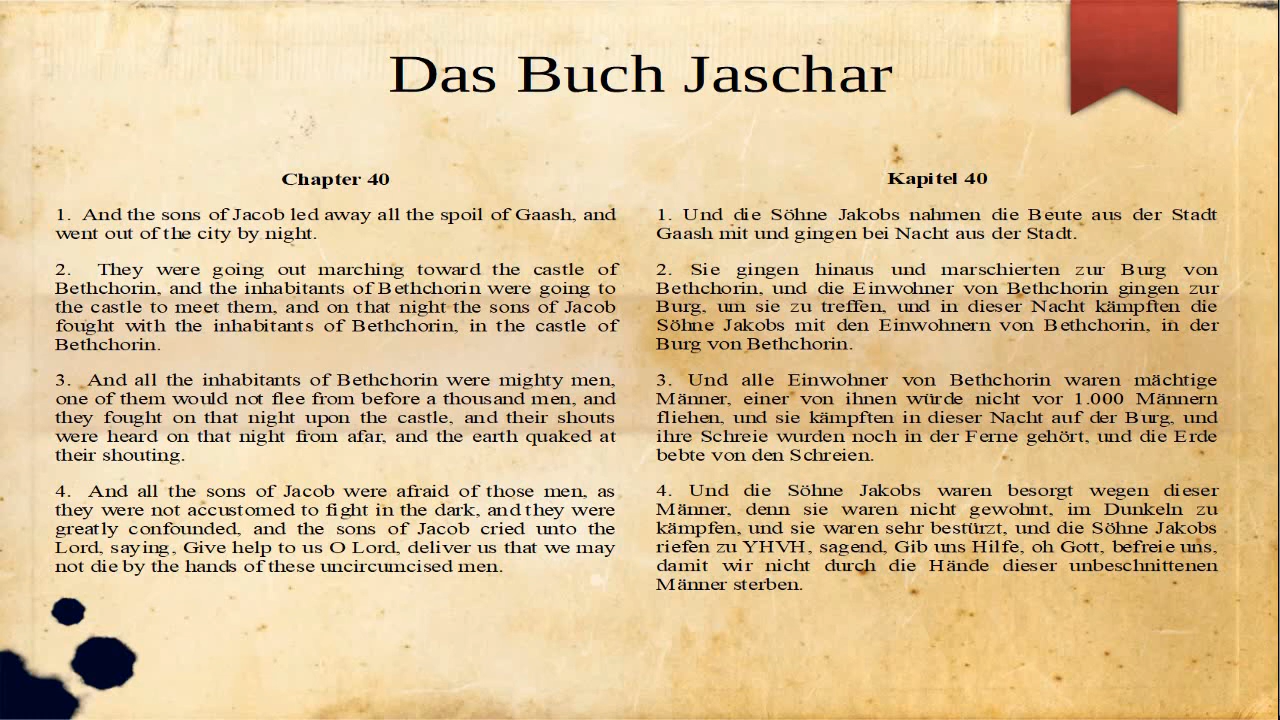 Das Buch Jaschar
Chapter 40
1. And the sons of Jacob led away all the spoil of Gaash, and
went out of the city by night.
2. They were going out marching toward the castle of
Bethchorin, and the inhabitants of Bethchorin were going to
the castle to meet them, and on that night the sons of Jacob
fought with the inhabitants of Bethchorin, in the castle of
Bethchorin.
3. And all the inhabitants of Bethchorin were mighty men,
one of them would not flee from before a thousand men, and
they fought on that night upon the castle, and their shouts
were heard on that night from afar, and the earth quaked at
their shouting.
4. And all the sons of Jacob were afraid of those men, as
they were not accustomed to fight in the dark, and they were
greatly confounded, and the sons of Jacob cried unto the
Lord, saying, Give help to us O Lord, deliver us that we may
not die by the hands of these uncircumcised men.
Kapitel 40
1. Und die Söhne Jakobs nahmen die Beute aus der Stadt
Gaash mit und gingen bei Nacht aus der Stadt.
2. Sie gingen hinaus und marschierten zur Burg von
Bethchorin, und die Einwohner von Bethchorin gingen zur
Burg, um sie zu treffen, und in dieser Nacht kämpften die
Söhne Jakobs mit den Einwohnern von Bethchorin, in der
Burg von Bethchorin.
3. Und alle Einwohner von Bethchorin waren mächtige
Männer, einer von ihnen würde nicht vor 1.000 Männern
fliehen, und sie kämpften in dieser Nacht auf der Burg, und
ihre Schreie wurden noch in der Ferne gehört, und die Erde
bebte von den Schreien.
4. Und die Söhne Jakobs waren besorgt wegen dieser
Männer, denn sie waren nicht gewohnt, im Dunkeln zu
kämpfen, und sie waren sehr bestürzt, und die Söhne Jakobs
riefen zu YHVH, sagend, Gib uns Hilfe, oh Gott, befreie uns,
damit wir nicht durch die Hände dieser unbeschnittenen
Männer sterben.